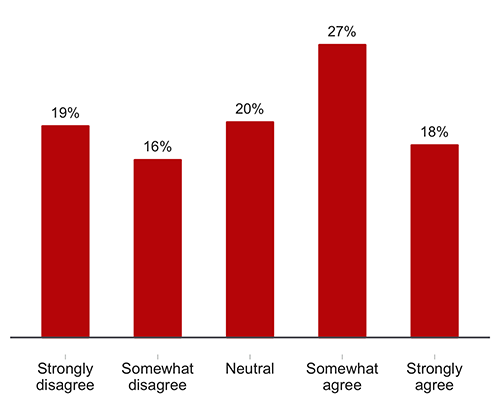 27%
19%
20%
18%
16%
Strongly
disagree
Somewhat
disagree
Neutral
Somewhat
agree
Strongly
agree